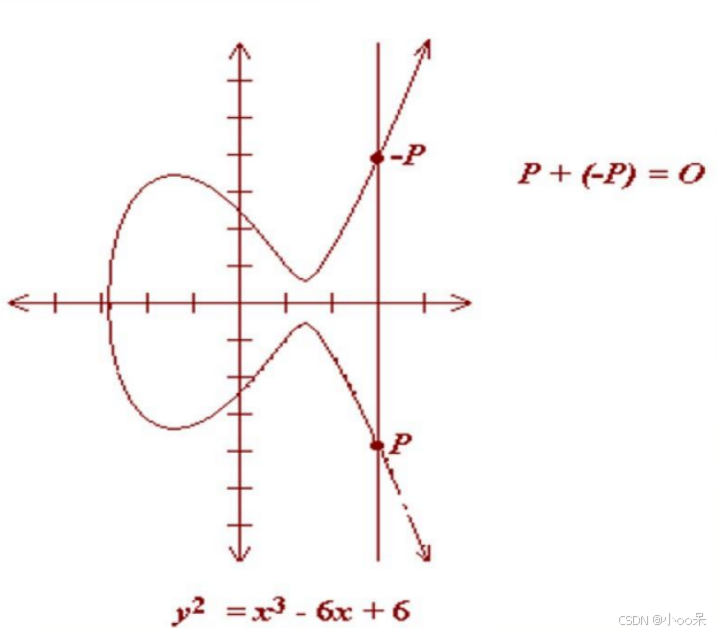 -P
P + (-P) = O
P
y² = x³ - 6x + 6
CSDN @小oo呆